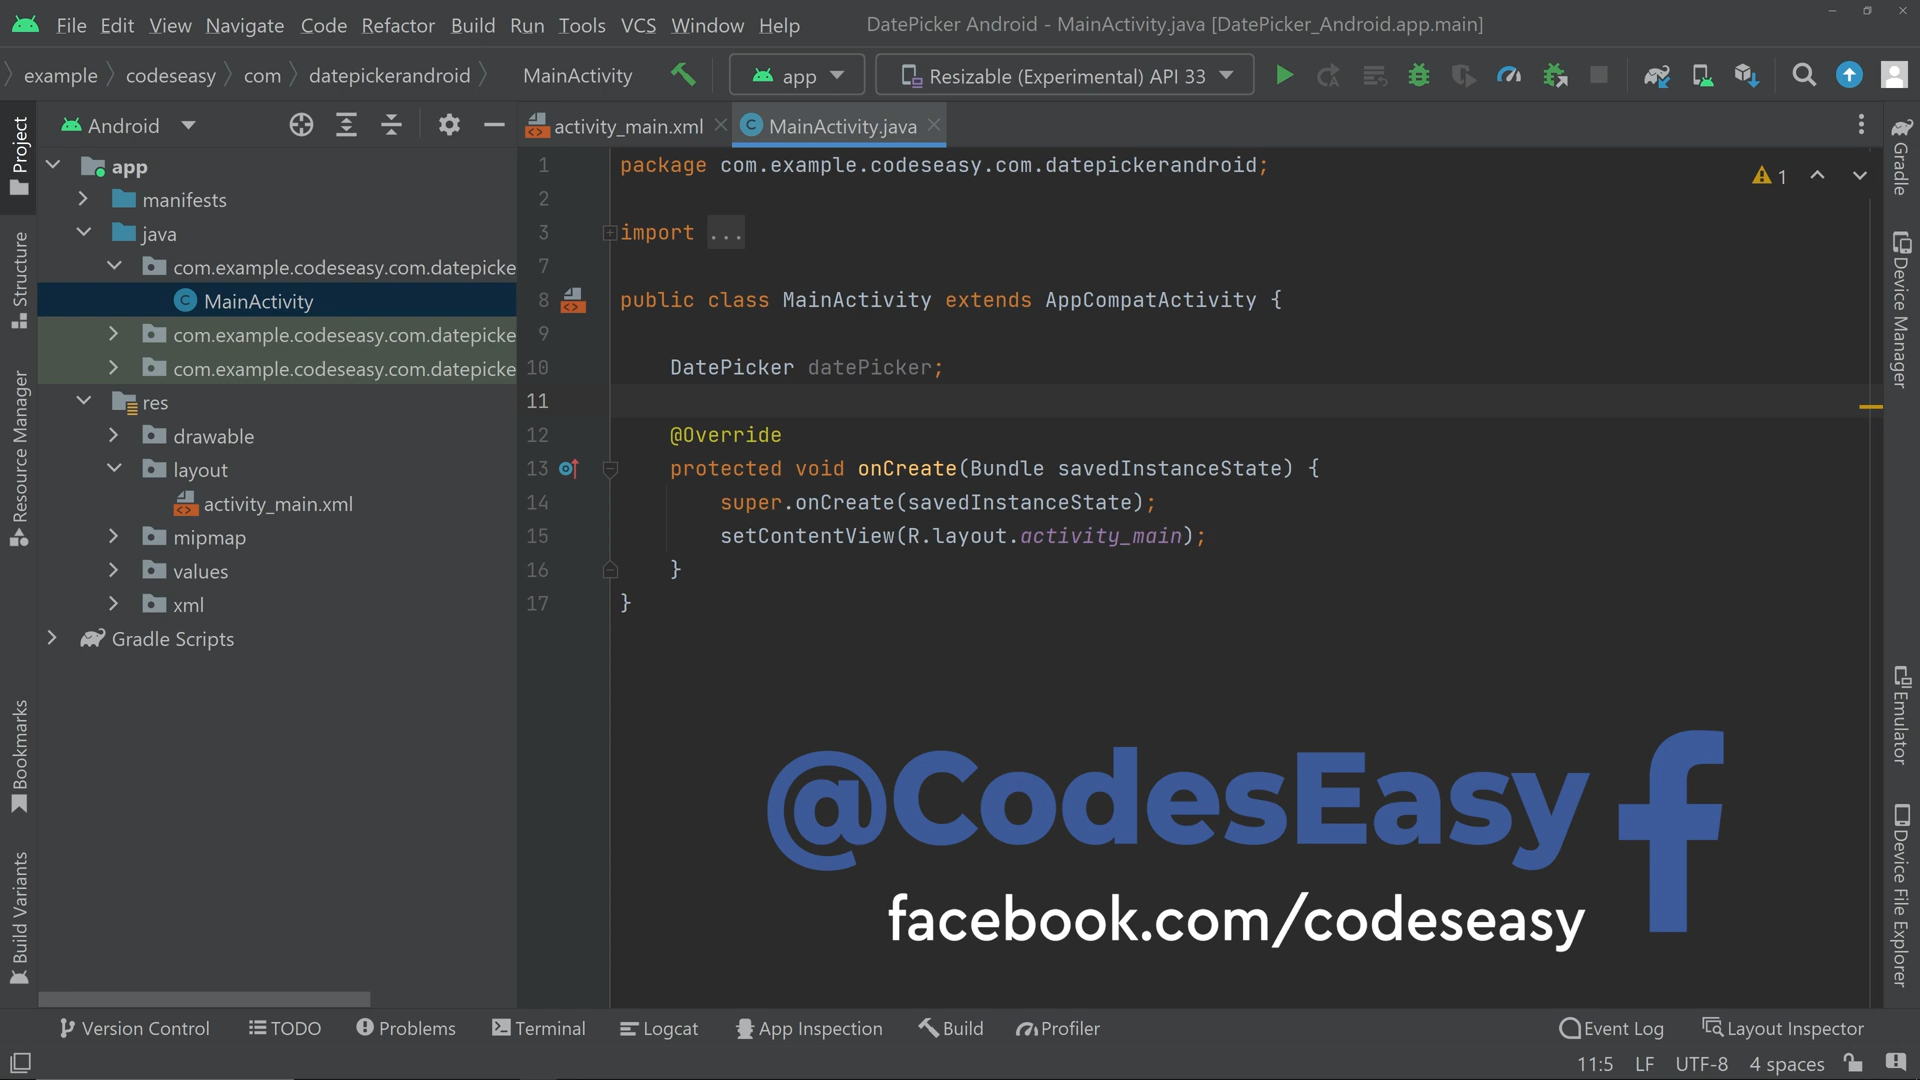 File Edit View Navigate Code Refactor Build Run Tools VCS Window Help
DatePicker Android - MainActivity.java [DatePicker_Android.app.main]
example codeseasy com datepickerandroid MainActivity
app
Resizable (Experimental) API 33
Project
Structure
Resource Manager
Bookmarks
Build Variants
Android
app
manifests
java
com.example.codeseasy.com.datepicke
MainActivity
com.example.codeseasy.com.datepicke
com.example.codeseasy.com.datepicke
res
drawable
layout
activity_main.xml
mipmap
values
xml
Gradle Scripts
activity_main.xml
MainActivity.java
1 package com.example.codeseasy.com.datepickerandroid;
2
3 import ...
7
8 public class MainActivity extends AppCompatActivity {
9
10 DatePicker datePicker;
11
12 @Override
13 protected void onCreate(Bundle savedInstanceState) {
14 super.onCreate(savedInstanceState);
15 setContentView(R.layout.activity_main);
16 }
17 }
1
@CodesEasy f
facebook.com/codeseasy
Gradle
Device Manager
Emulator
Device File Explorer
Version Control TODO Problems Terminal Logcat App Inspection Build Profiler
Event Log Layout Inspector
11:5 LF UTF-8 4 spaces